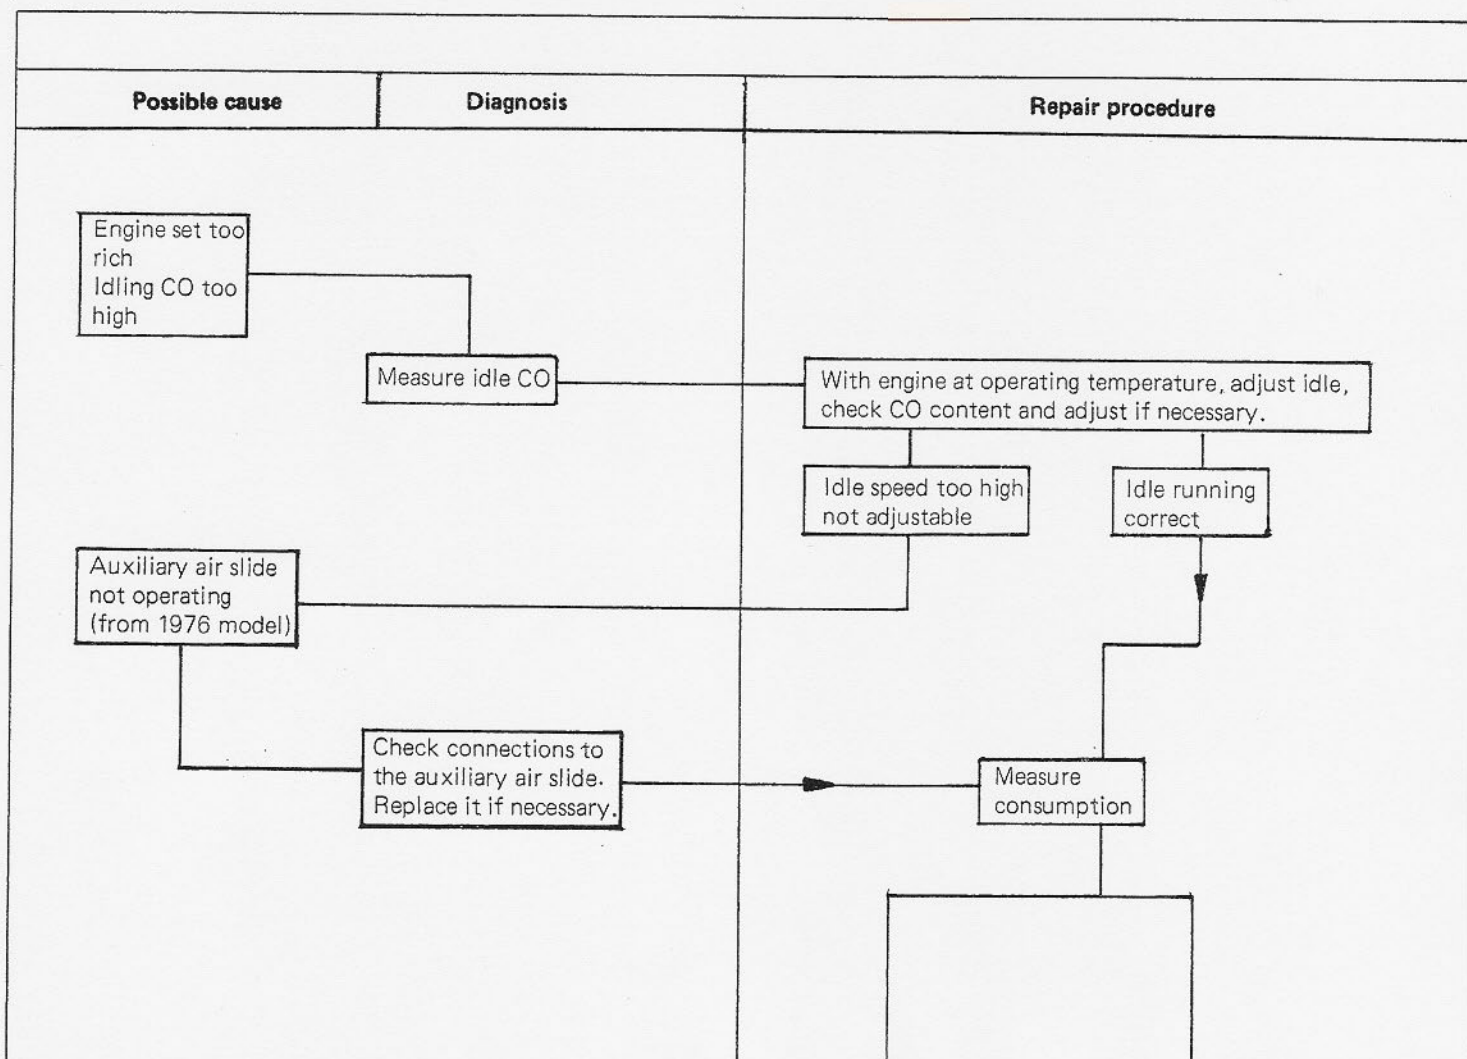 Possible cause
Diagnosis
Repair procedure
Engine set too
rich
Idling CO too
high
Measure idle CO
With engine at operating temperature, adjust idle,
check CO content and adjust if necessary.
Idle speed too high
not adjustable
Idle running
correct
Auxiliary air slide
not operating
(from 1976 model)
Check connections to
the auxiliary air slide.
Replace it if necessary.
Measure
consumption